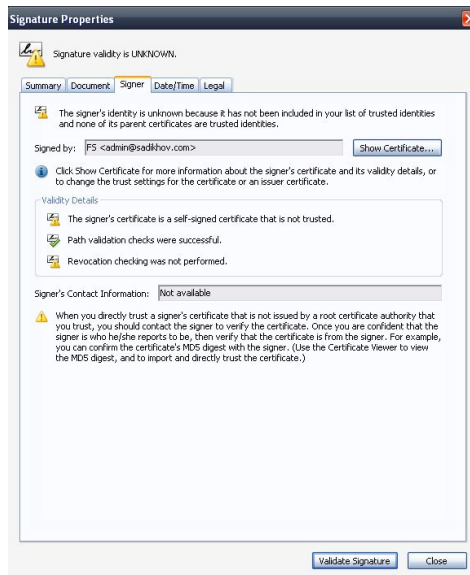 Signature Properties
Signature validity is UNKNOWN.
Summary Document Signer Date/Time Legal
The signer's identity is unknown because it has not been included in your list of trusted identities
and none of its parent certificates are trusted identities.
Signed by: FS <admin@sadikhov.com> Show Certificate...
Click Show Certificate for more information about the signer's certificate and its validity details, or
to change the trust settings for the certificate or an issuer certificate.
Validity Details
The signer's certificate is a self-signed certificate that is not trusted.
Path validation checks were successful.
Revocation checking was not performed.
Signer's Contact Information: Not available
When you directly trust a signer's certificate that is not issued by a root certificate authority that
you trust, you should contact the signer to verify the certificate. Once you are confident that the
signer is who he/she reports to be, then verify that the certificate is from the signer. For example,
you can confirm the certificate's MD5 digest with the signer. (Use the Certificate Viewer to view
the MD5 digest, and to import and directly trust the certificate.)
Validate Signature Close